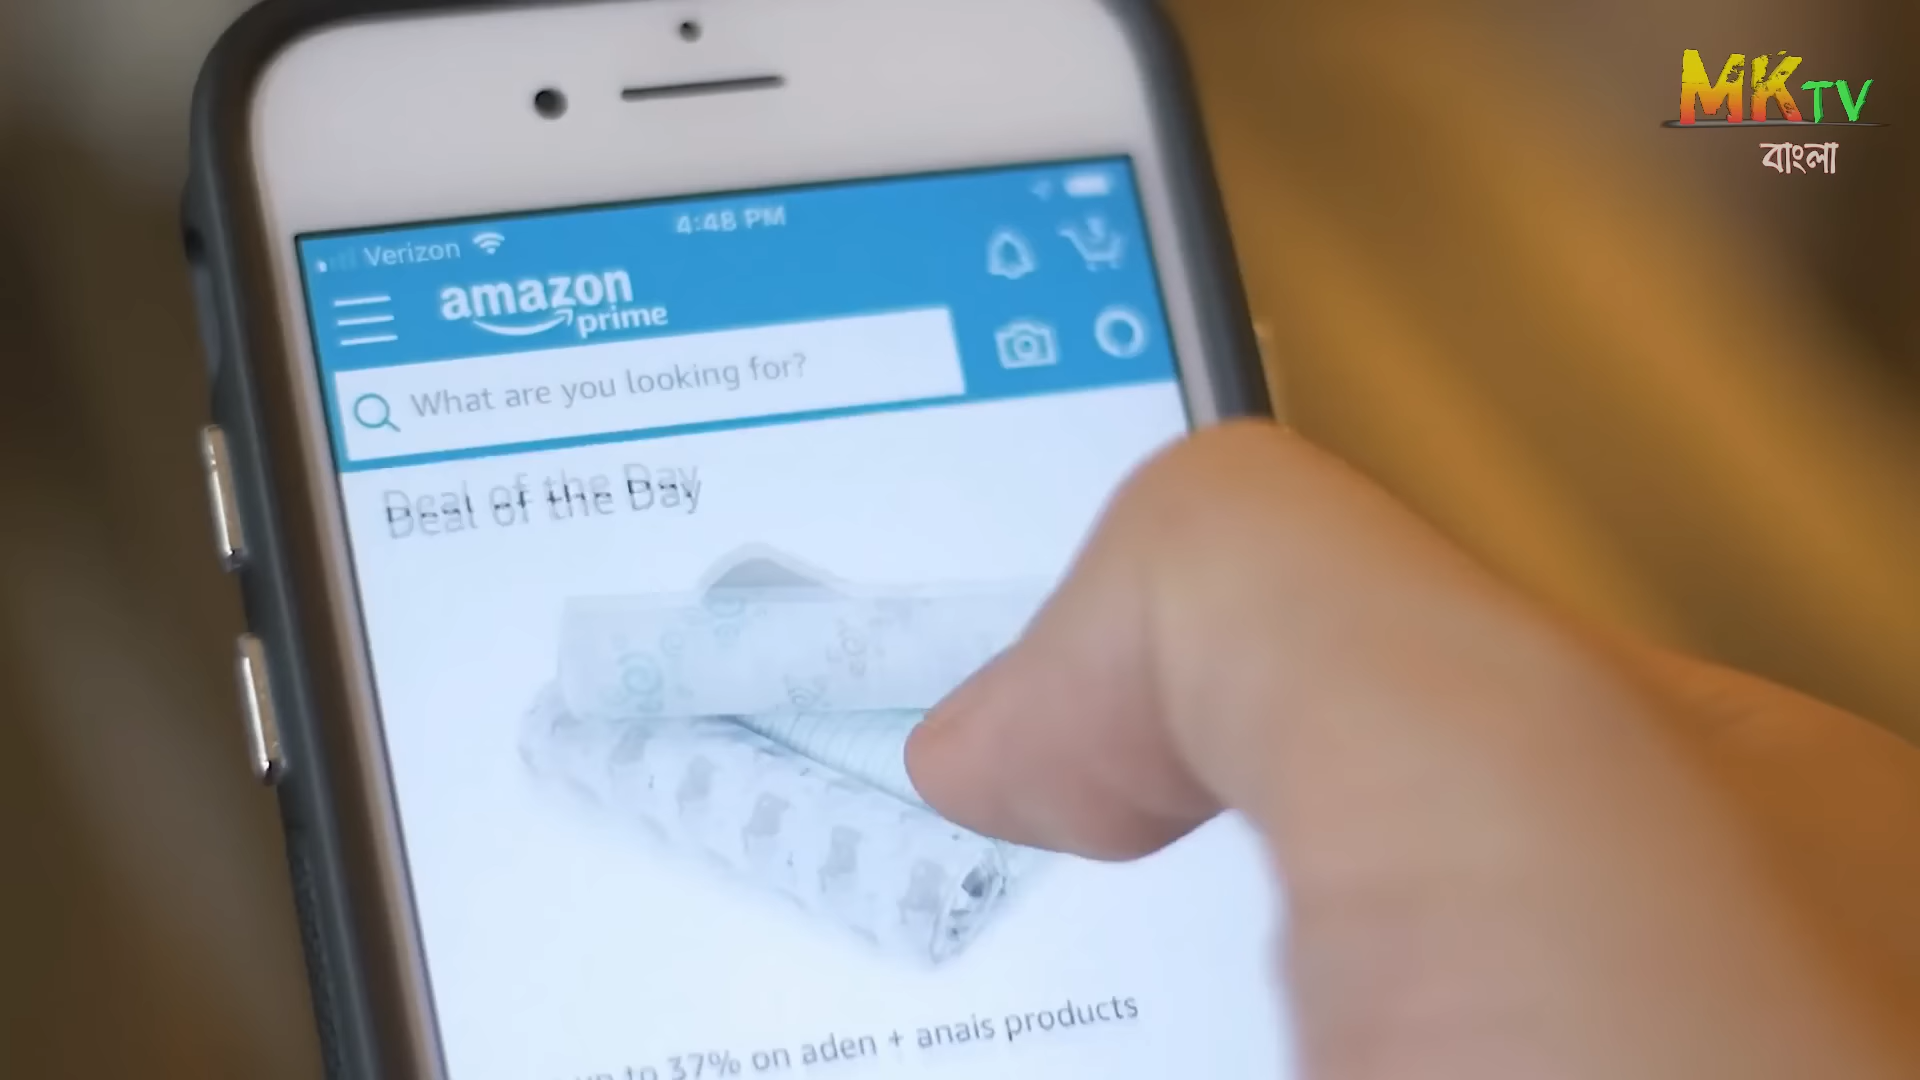 MKTV
বাংলা
Verizon
4:48 PM
amazon
prime
What are you looking for?
Deal of the Day
up to 37% on aden + anais products